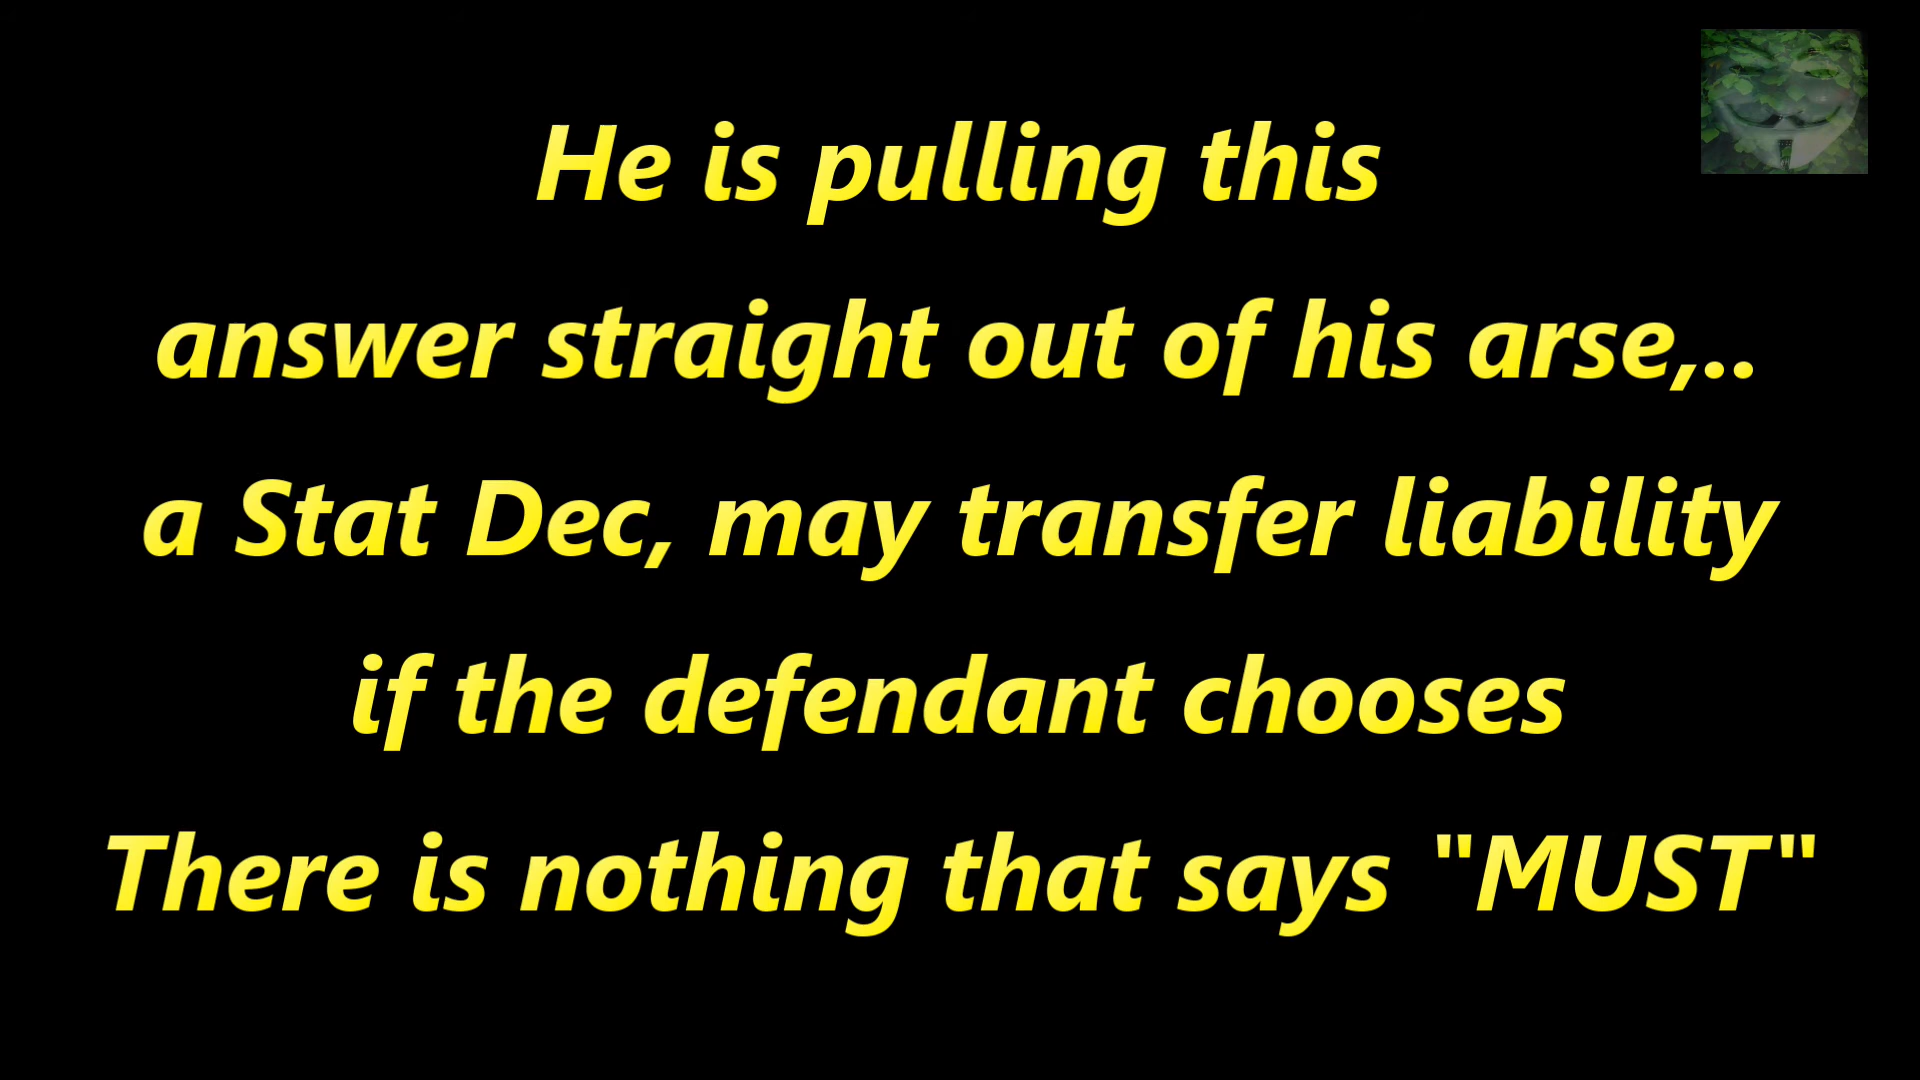 He is pulling this
answer straight out of his arse,..
a Stat Dec, may transfer liability
if the defendant chooses
There is nothing that says "MUST"